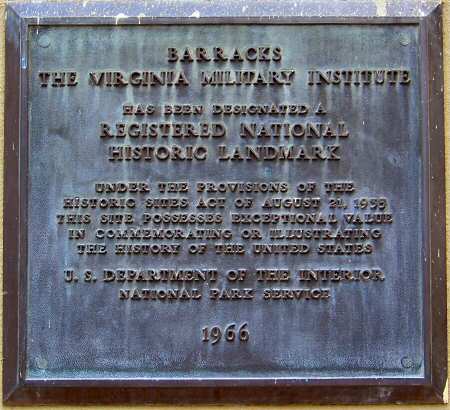 BARRACKS
THE VIRGINIA MILITARY INSTITUTE
HAS BEEN DESIGNATED A
REGISTERED NATIONAL
HISTORIC LANDMARK
UNDER THE PROVISIONS OF THE
HISTORIC SITES ACT OF AUGUST 21, 1935
THIS SITE POSSESSES EXCEPTIONAL VALUE
IN COMMEMORATING OR ILLUSTRATING
THE HISTORY OF THE UNITED STATES
U. S. DEPARTMENT OF THE INTERIOR
NATIONAL PARK SERVICE
1966